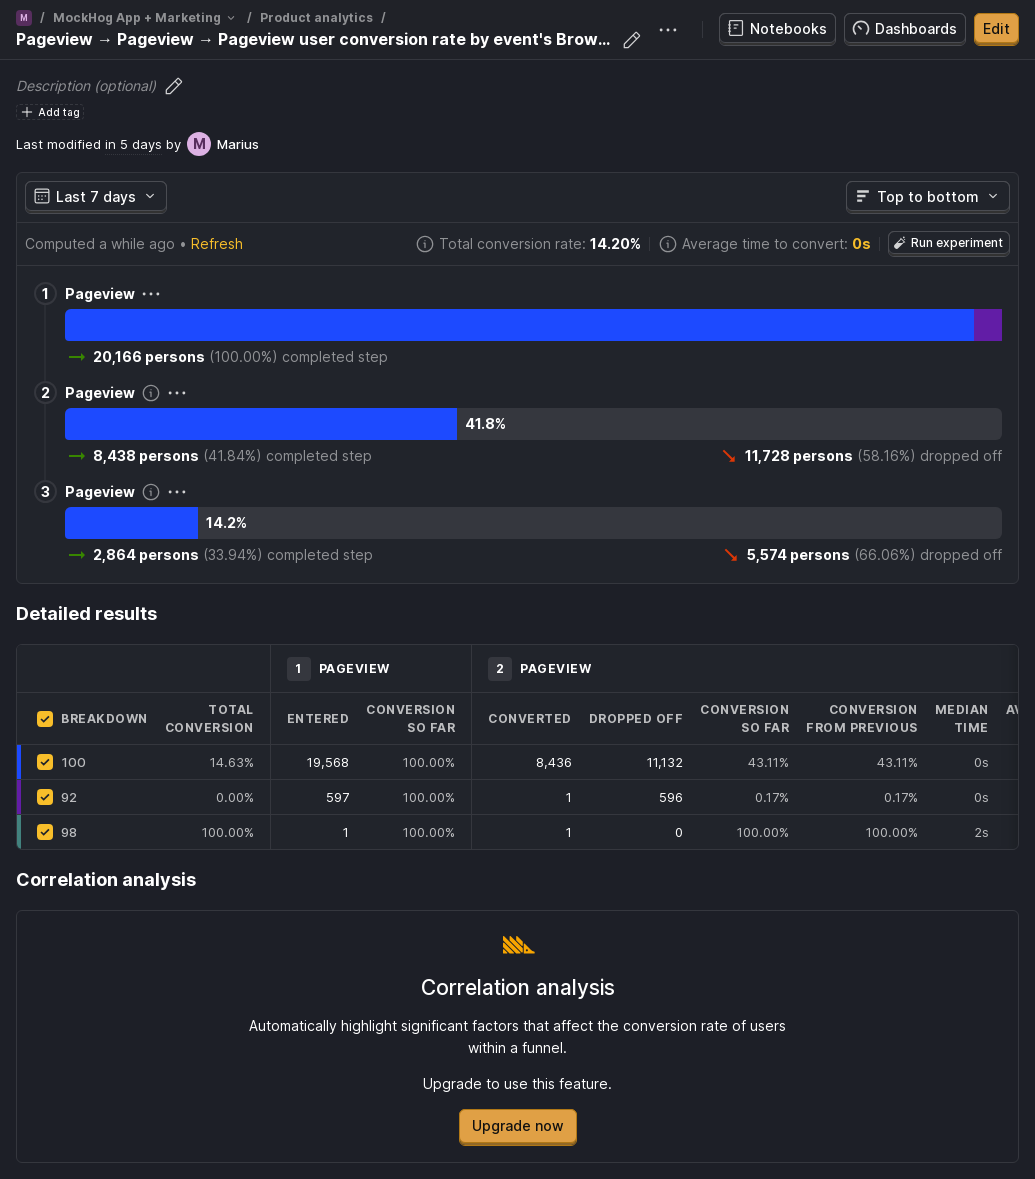 M / MockHog App + Marketing / Product analytics /
Pageview → Pageview → Pageview user conversion rate by event's Brow...
Notebooks
Dashboards
Edit
Description (optional)
Add tag
Last modified in 5 days by M Marius
Last 7 days
Top to bottom
Computed a while ago • Refresh
Total conversion rate: 14.20%
Average time to convert: 0s
Run experiment
1 Pageview
20,166 persons (100.00%) completed step
2 Pageview
41.8%
8,438 persons (41.84%) completed step
11,728 persons (58.16%) dropped off
3 Pageview
14.2%
2,864 persons (33.94%) completed step
5,574 persons (66.06%) dropped off
Detailed results
1 PAGEVIEW
2 PAGEVIEW
BREAKDOWN
TOTAL CONVERSION
ENTERED
CONVERSION SO FAR
CONVERTED
DROPPED OFF
CONVERSION SO FAR
CONVERSION FROM PREVIOUS
MEDIAN TIME
100 14.63% 19,568 100.00% 8,436 11,132 43.11% 43.11% 0s
92 0.00% 597 100.00% 1 596 0.17% 0.17% 0s
98 100.00% 1 100.00% 1 0 100.00% 100.00% 2s
Correlation analysis
Correlation analysis
Automatically highlight significant factors that affect the conversion rate of users
within a funnel.
Upgrade to use this feature.
Upgrade now